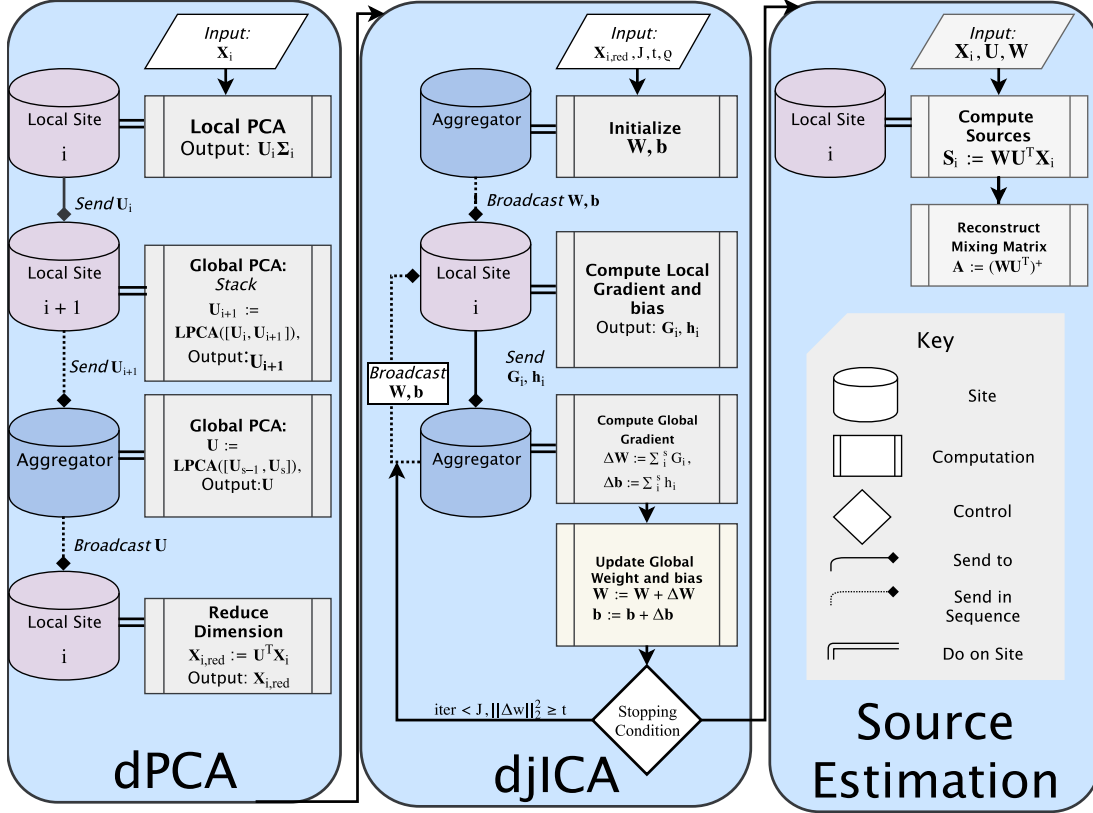 Input:
Xᵢ
Local Site
i
Local PCA
Output: UᵢΣᵢ
Send Uᵢ
Local Site
i + 1
Global PCA:
Stack
Uᵢ₊₁ :=
LPCA([Uᵢ, Uᵢ₊₁]),
Output: Uᵢ₊₁
Send Uᵢ₊₁
Aggregator
Global PCA:
U :=
LPCA([Uₛ₋₁, Uₛ]),
Output:U
Broadcast U
Local Site
i
Reduce
Dimension
Xᵢ,red := UᵀXᵢ
Output: Xᵢ,red
dPCA
Input:
Xᵢ,red , J, t, ϱ
Aggregator
Initialize
W, b
Broadcast W, b
Local Site
i
Compute Local
Gradient and
bias
Output: Gᵢ, hᵢ
Send
Gᵢ, hᵢ
Broadcast
W, b
Aggregator
Compute Global
Gradient
ΔW := ∑ᵢˢ Gᵢ,
Δb := ∑ᵢˢ hᵢ
Update Global
Weight and bias
W := W + ΔW
b := b + Δb
iter < J, ||Δw||₂² ≥ t
Stopping
Condition
djICA
Input:
Xᵢ, U, W
Local Site
i
Compute
Sources
Sᵢ := WUᵀXᵢ
Reconstruct
Mixing Matrix
A := (WUᵀ)⁺
Key
Site
Computation
Control
Send to
Send in
Sequence
Do on Site
Source
Estimation